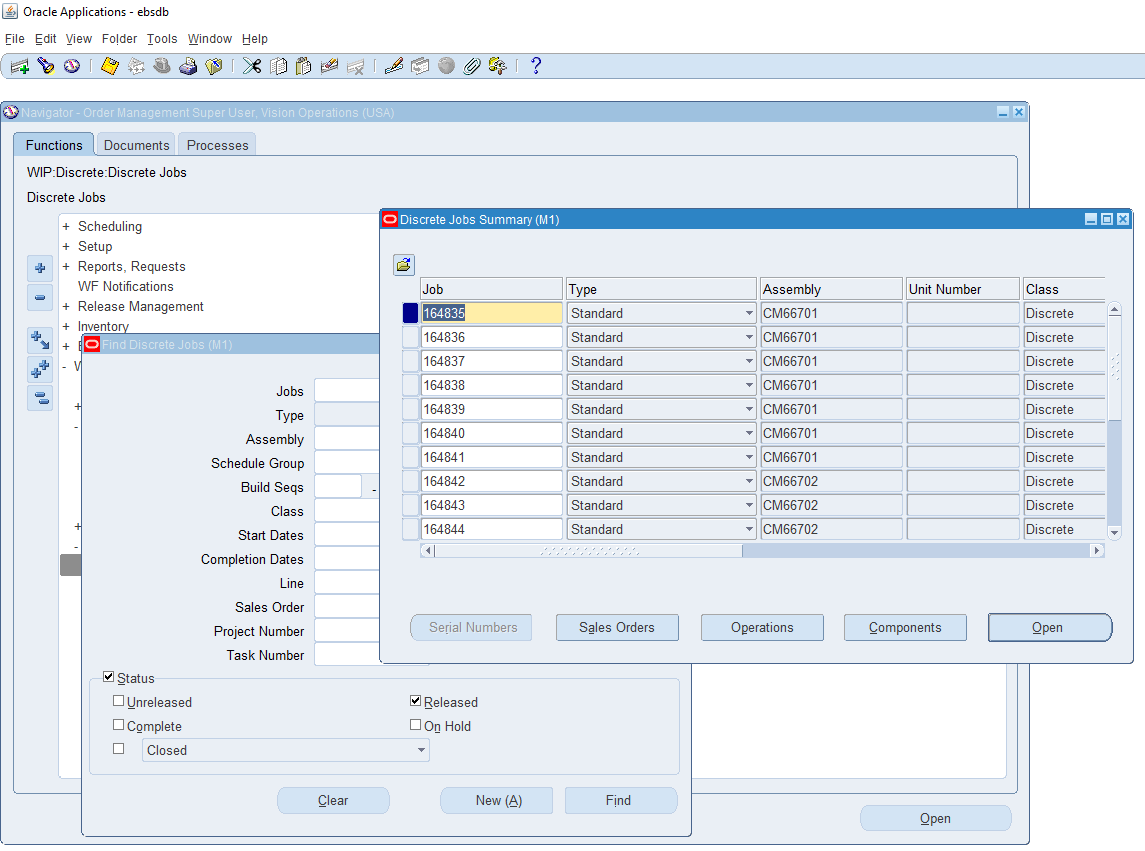 Oracle Applications - ebsdb
File Edit View Folder Tools Window Help
Navigator - Order Management Super User, Vision Operations (USA)
Functions Documents Processes
WIP:Discrete:Discrete Jobs
Discrete Jobs
+ Scheduling
+ Setup
+ Reports, Requests
WF Notifications
+ Release Management
+ Inventory
Find Discrete Jobs (M1)
Jobs
Type
Assembly
Schedule Group
Build Seqs -
Class
Start Dates
Completion Dates
Line
Sales Order
Project Number
Task Number
Status
Unreleased Released
Complete On Hold
Closed
Clear New (A) Find
Open
Discrete Jobs Summary (M1)
Job Type Assembly Unit Number Class
164835 Standard CM66701 Discrete
164836 Standard CM66701 Discrete
164837 Standard CM66701 Discrete
164838 Standard CM66701 Discrete
164839 Standard CM66701 Discrete
164840 Standard CM66701 Discrete
164841 Standard CM66701 Discrete
164842 Standard CM66702 Discrete
164843 Standard CM66702 Discrete
164844 Standard CM66702 Discrete
Serial Numbers Sales Orders Operations Components Open